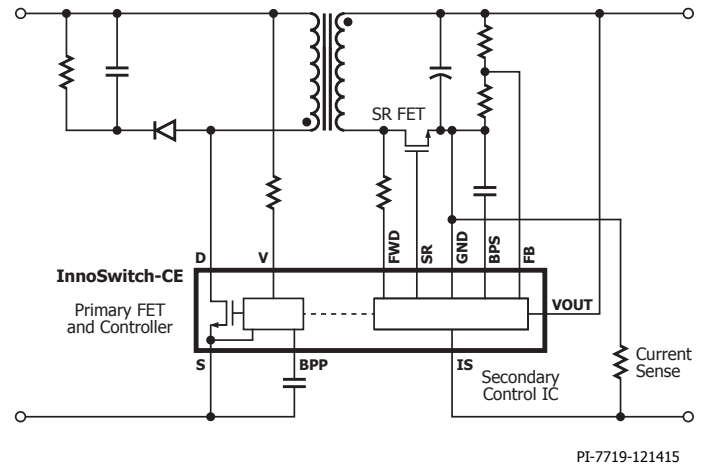 SR FET
FWD
SR
GND
BPS
FB
D
V
InnoSwitch-CE
VOUT
Primary FET
and Controller
S
BPP
IS
Secondary
Control IC
Current
Sense
PI-7719-121415